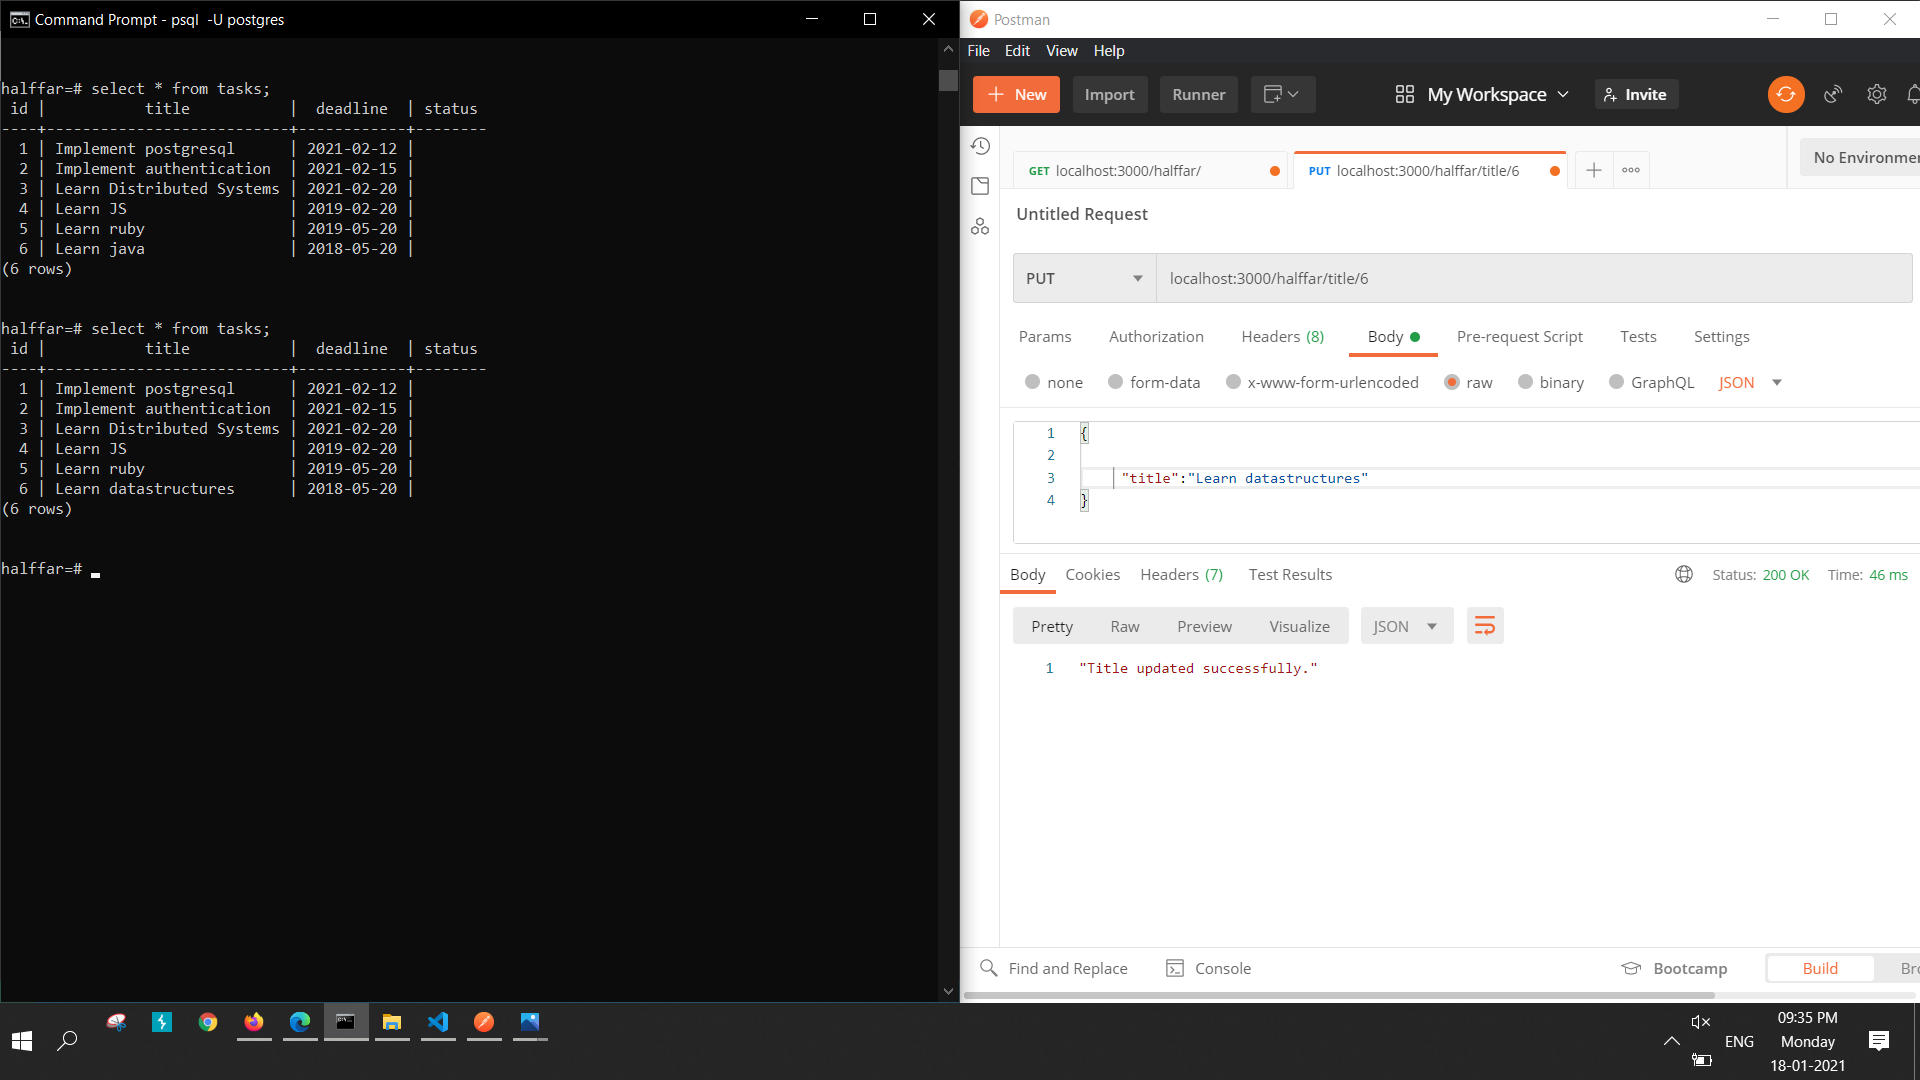 Command Prompt - psql  -U postgres
halffar=# select * from tasks;
 id |           title           |  deadline  | status
----+---------------------------+------------+--------
  1 | Implement postgresql      | 2021-02-12 |
  2 | Implement authentication  | 2021-02-15 |
  3 | Learn Distributed Systems | 2021-02-20 |
  4 | Learn JS                  | 2019-02-20 |
  5 | Learn ruby                | 2019-05-20 |
  6 | Learn java                | 2018-05-20 |
(6 rows)
halffar=# select * from tasks;
 id |           title           |  deadline  | status
----+---------------------------+------------+--------
  1 | Implement postgresql      | 2021-02-12 |
  2 | Implement authentication  | 2021-02-15 |
  3 | Learn Distributed Systems | 2021-02-20 |
  4 | Learn JS                  | 2019-02-20 |
  5 | Learn ruby                | 2019-05-20 |
  6 | Learn datastructures      | 2018-05-20 |
(6 rows)
halffar=#
Postman
File Edit View Help
+ New Import Runner My Workspace Invite
GET localhost:3000/halffar/ PUT localhost:3000/halffar/title/6 No Environmen
Untitled Request
PUT localhost:3000/halffar/title/6
Params Authorization Headers (8) Body Pre-request Script Tests Settings
none form-data x-www-form-urlencoded raw binary GraphQL JSON
1 {
2
3 "title":"Learn datastructures"
4 }
Body Cookies Headers (7) Test Results Status: 200 OK Time: 46 ms
Pretty Raw Preview Visualize JSON
1 "Title updated successfully."
Find and Replace Console Bootcamp Build Bro
09:35 PM
ENG Monday
18-01-2021